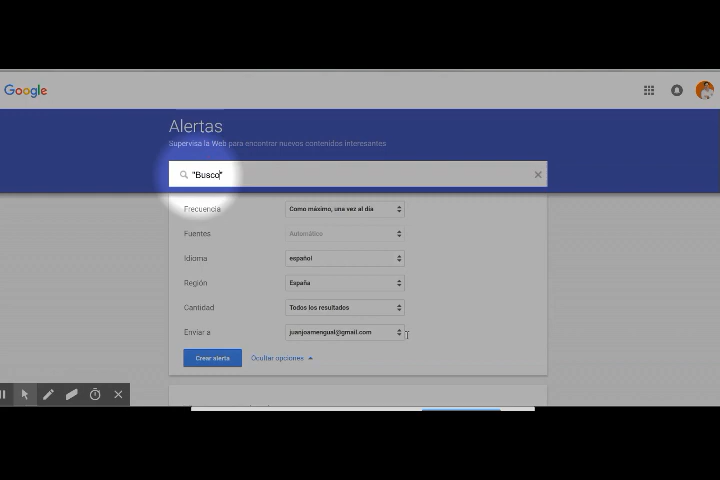 Google
Alertas
Supervisa la Web para encontrar nuevos contenidos interesantes
"Busco"
Frecuencia Como máximo, una vez al día
Fuentes Automático
Idioma español
Región España
Cantidad Todos los resultados
Enviar a juanjoamengual@gmail.com
Crear alerta Ocultar opciones